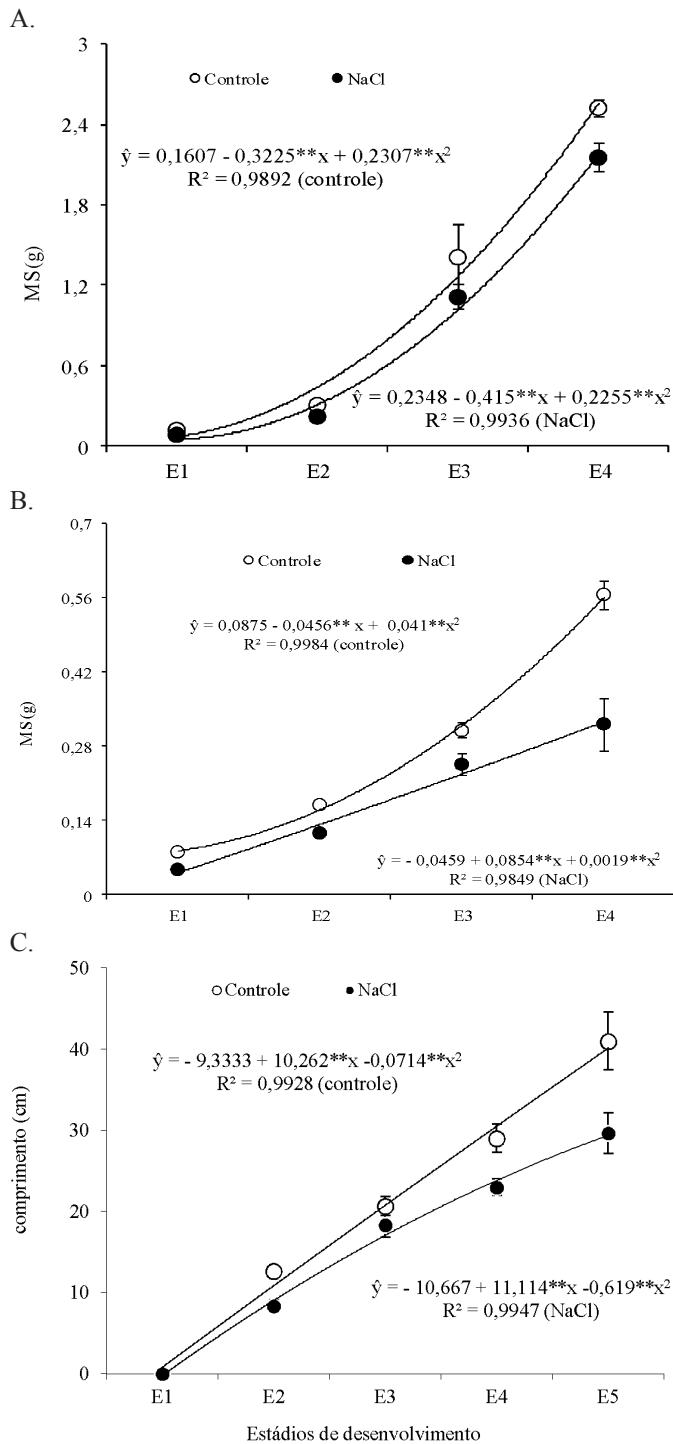 A.
3
2,4
1,8
1,2
0,6
0
MS(g)
Controle NaCl
ŷ = 0,1607 - 0,3225**x + 0,2307**x²
R² = 0,9892 (controle)
ŷ = 0,2348 - 0,415**x + 0,2255**x²
R² = 0,9936 (NaCl)
E1 E2 E3 E4
B.
0,7
0,56
0,42
0,28
0,14
0
MS(g)
Controle NaCl
ŷ = 0,0875 - 0,0456** x + 0,041**x²
R² = 0,9984 (controle)
ŷ = - 0,0459 + 0,0854**x + 0,0019**x²
R² = 0,9849 (NaCl)
E1 E2 E3 E4
C.
50
40
30
20
10
0
comprimento (cm)
Controle NaCl
ŷ = - 9,3333 + 10,262**x -0,0714**x²
R² = 0,9928 (controle)
ŷ = - 10,667 + 11,114**x -0,619**x²
R² = 0,9947 (NaCl)
E1 E2 E3 E4 E5
Estádios de desenvolvimento